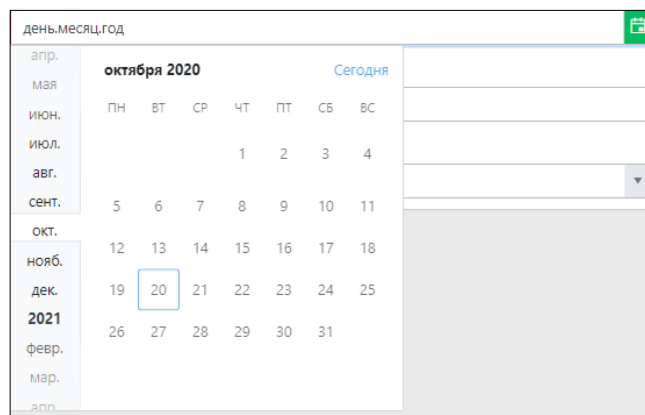 день.месяц.год
апр.
мая
июн.
июл.
авг.
сент.
окт.
нояб.
дек.
2021
февр.
мар.
апр.
октября 2020 Сегодня
ПН ВТ СР ЧТ ПТ СБ ВС
1 2 3 4
5 6 7 8 9 10 11
12 13 14 15 16 17 18
19 20 21 22 23 24 25
26 27 28 29 30 31